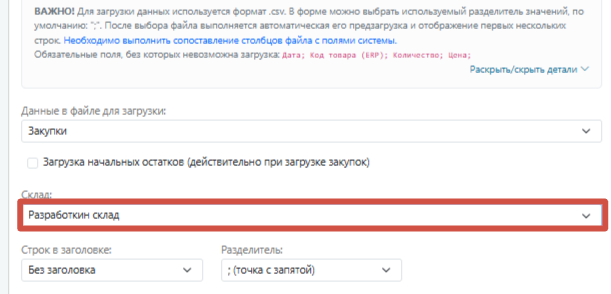 ВАЖНО! Для загрузки данных используется формат .csv. В форме можно выбрать используемый разделитель значений, по
умолчанию: ";". После выбора файла выполняется автоматическая его предзагрузка и отображение первых нескольких
строк. Необходимо выполнить сопоставление столбцов файла с полями системы.
Обязательные поля, без которых невозможна загрузка: Дата; Код товара (ERP); Количество; Цена;
Раскрыть/скрыть детали
Данные в файле для загрузки:
Закупки
Загрузка начальных остатков (действительно при загрузке закупок)
Склад:
Разработкин склад
Строк в заголовке: Разделитель:
Без заголовка ; (точка с запятой)